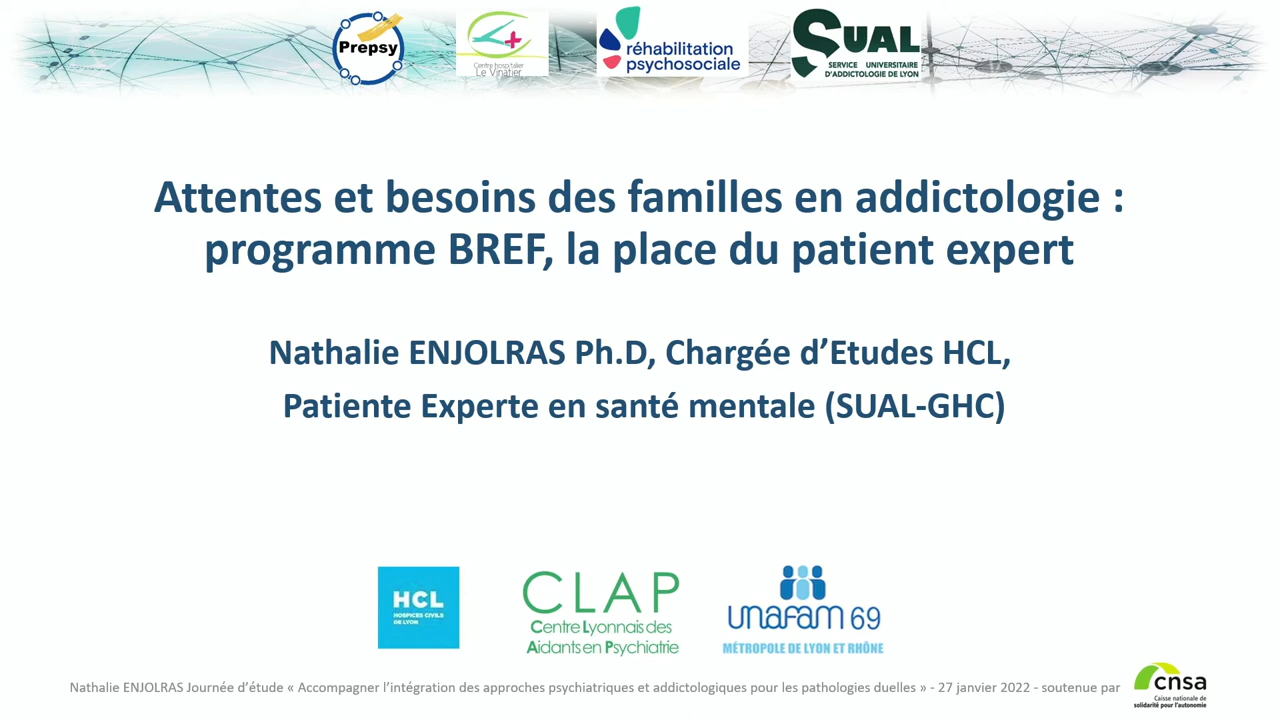 Prepsy
Centre hospitalier
Le Vinatier
réhabilitation
psychosociale
SUAL
SERVICE UNIVERSITAIRE
D'ADDICTOLOGIE DE LYON
Attentes et besoins des familles en addictologie :
programme BREF, la place du patient expert
Nathalie ENJOLRAS Ph.D, Chargée d’Etudes HCL,
Patiente Experte en santé mentale (SUAL-GHC)
HCL
HOSPICES CIVILS
DE LYON
CLAP
Centre Lyonnais des
Aidants en Psychiatrie
unafam 69
MÉTROPOLE DE LYON ET RHÔNE
Nathalie ENJOLRAS Journée d’étude « Accompagner l’intégration des approches psychiatriques et addictologiques pour les pathologies duelles » - 27 janvier 2022 - soutenue par
cnsa
Caisse nationale de
solidarité pour l'autonomie